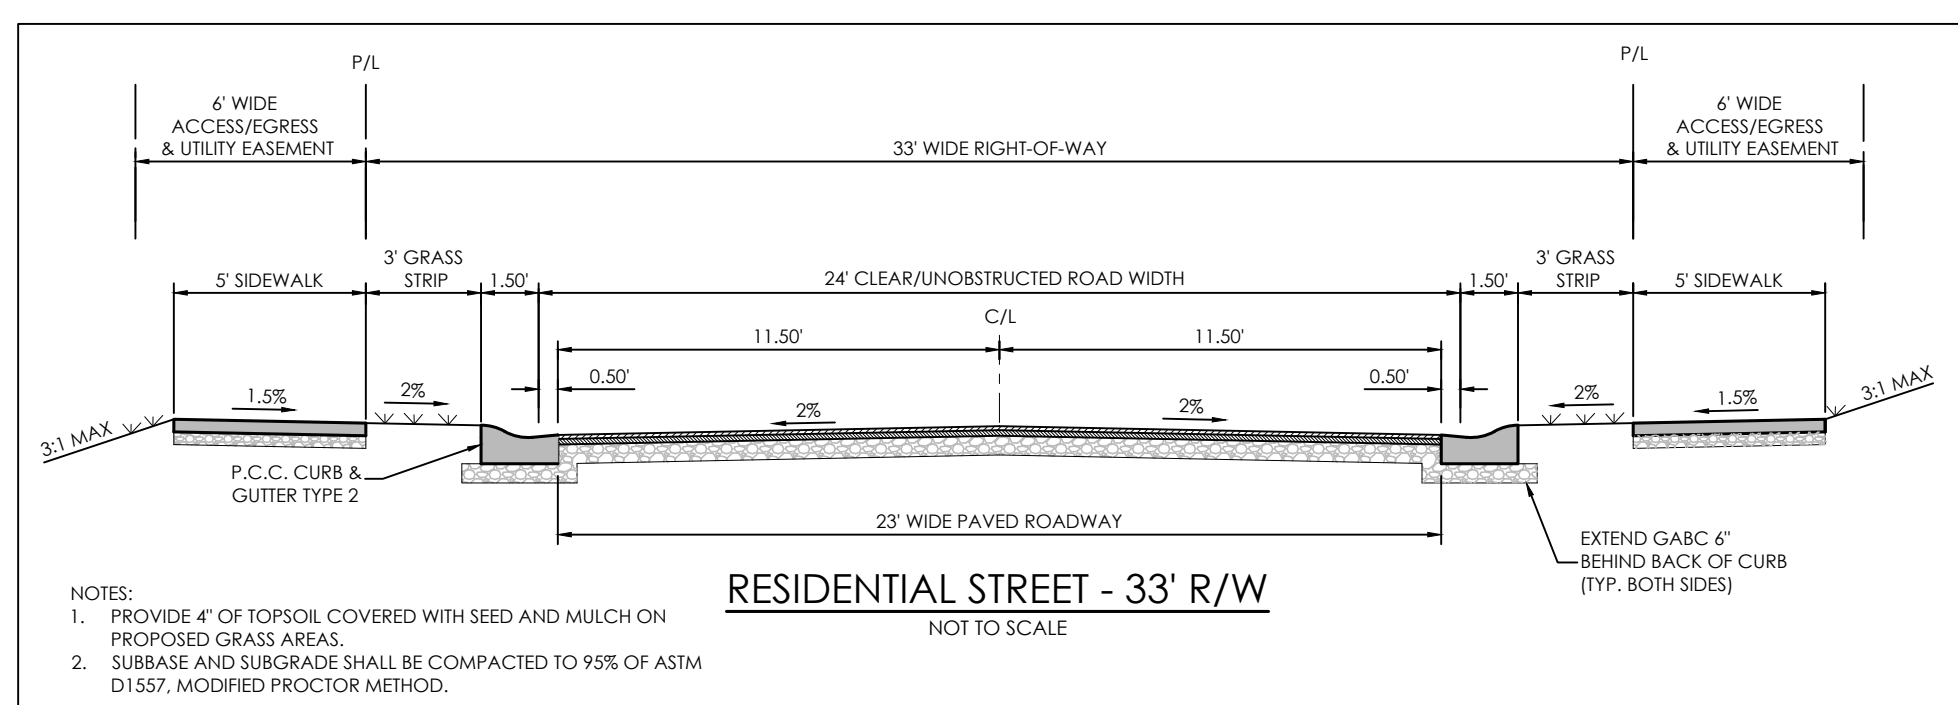 P/L
P/L
6' WIDE
ACCESS/EGRESS
& UTILITY EASEMENT
33' WIDE RIGHT-OF-WAY
6' WIDE
ACCESS/EGRESS
& UTILITY EASEMENT
5' SIDEWALK
3' GRASS
STRIP
1.50'
24' CLEAR/UNOBSTRUCTED ROAD WIDTH
1.50'
3' GRASS
STRIP
5' SIDEWALK
C/L
11.50'
11.50'
0.50'
0.50'
3:1 MAX
1.5%
2%
2%
2%
2%
1.5%
3:1 MAX
P.C.C. CURB &
GUTTER TYPE 2
23' WIDE PAVED ROADWAY
EXTEND GABC 6"
BEHIND BACK OF CURB
(TYP. BOTH SIDES)
RESIDENTIAL STREET - 33' R/W
NOT TO SCALE
NOTES:
1. PROVIDE 4" OF TOPSOIL COVERED WITH SEED AND MULCH ON
PROPOSED GRASS AREAS.
2. SUBBASE AND SUBGRADE SHALL BE COMPACTED TO 95% OF ASTM
D1557, MODIFIED PROCTOR METHOD.